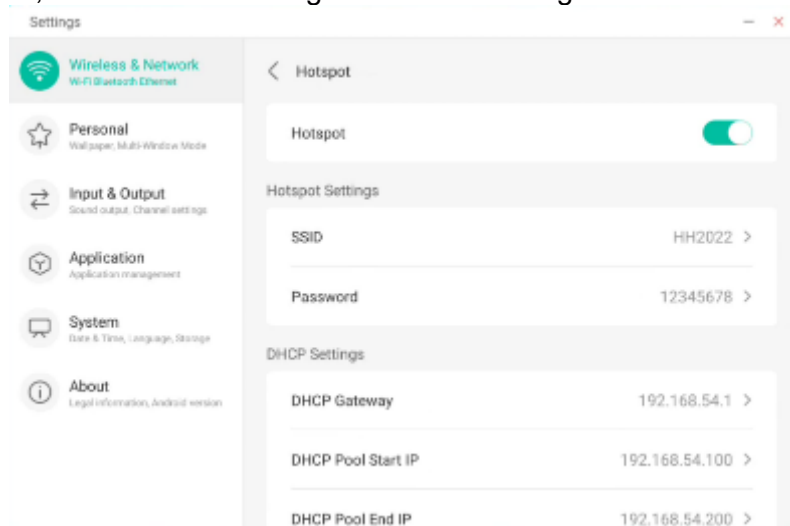 Settings
Wireless & Network
Wi-Fi Bluetooth Ethernet
Personal
Wallpaper, Multi-Window Mode
Input & Output
Sound output, Channel settings
Application
Application management
System
Date & Time, Language, Storage
About
Legal information, Android version
Hotspot
Hotspot
Hotspot Settings
SSID HH2022
Password 12345678
DHCP Settings
DHCP Gateway 192.168.54.1
DHCP Pool Start IP 192.168.54.100
DHCP Pool End IP 192.168.54.200